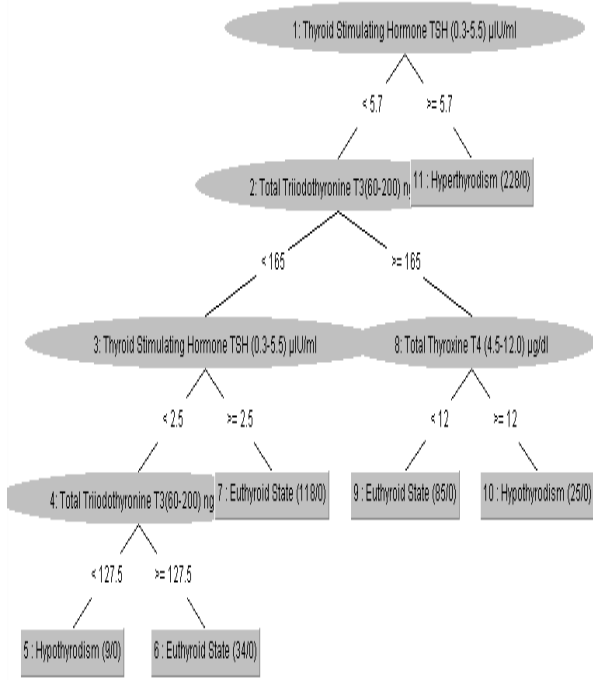 1: Thyroid Stimulating Hormone TSH (0.3-5.5) µIU/ml
< 5.7 >= 5.7
2: Total Triiodothyronine T3(60-200) ng
11 : Hyperthyrodism (228/0)
< 165 >= 165
3: Thyroid Stimulating Hormone TSH (0.3-5.5) µIU/ml
8: Total Thyroxine T4 (4.5-12.0) µg/dl
< 2.5 >= 2.5
< 12 >= 12
4: Total Triiodothyronine T3(60-200) ng
7 : Euthyroid State (118/0)
9 : Euthyroid State (85/0)
10 : Hypothyrodism (25/0)
< 127.5 >= 127.5
5 : Hypothyrodism (9/0)
6 : Euthyroid State (34/0)